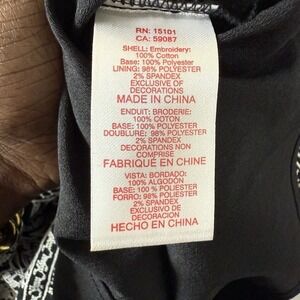 RN: 15101
CA: 59087
SHELL: Embroidery:
100% Cotton
Base: 100% Polyester
LINING: 98% POLYESTER
2% SPANDEX
EXCLUSIVE OF
DECORATIONS
MADE IN CHINA
ENDUIT: BRODERIE:
100% COTON
BASE: 100% POLYESTER
DOUBLURE: 98% POLYESTER
2% SPANDEX
DECORATIONS NON
COMPRISE
FABRIQUÉ EN CHINE
VISTA: BORDADO:
100% ALGODÓN
BASE: 100 % POLIESTER
FORRO: 98% POLIESTER
2% SPANDEX
EXCLUSIVO DE
DECORACION
HECHO EN CHINA